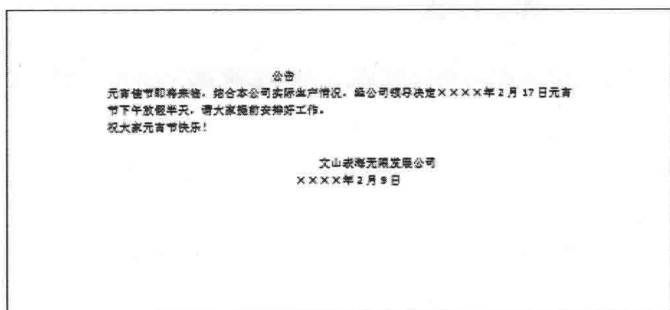 公告
元宵佳节即将来临，结合本公司实际生产情况，经公司领导决定××××年2月17日元宵
节下午放假半天，请大家提前安排好工作。
祝大家元宵节快乐！
文山表海无限发展公司
××××年2月9日